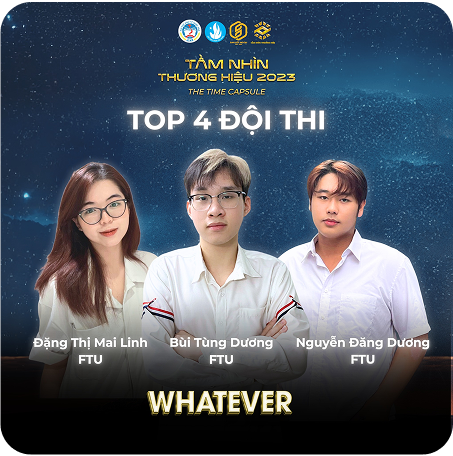 TẦM NHÌN
THƯƠNG HIỆU 2023
THE TIME CAPSULE
TOP 4 ĐỘI THI
Đặng Thị Mai Linh
FTU
Bùi Tùng Dương
FTU
Nguyễn Đăng Dương
FTU
WHATEVER